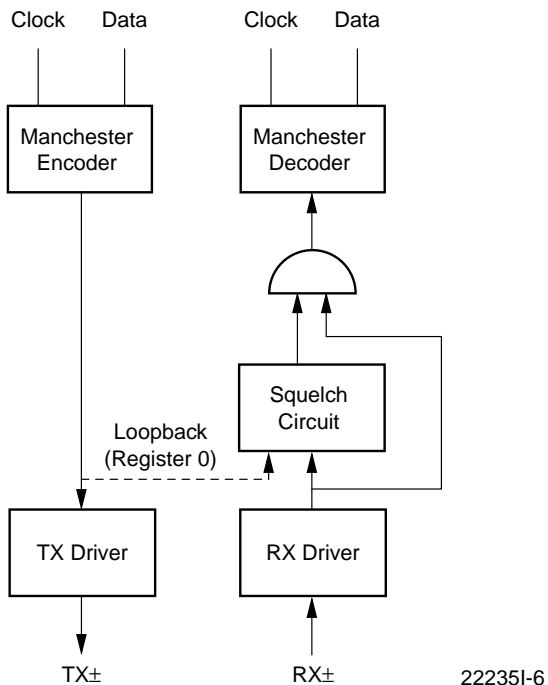 Clock Data Clock Data
Manchester
Encoder
Manchester
Decoder
Squelch
Circuit
Loopback
(Register 0)
TX Driver
RX Driver
TX±
RX±
22235I-6